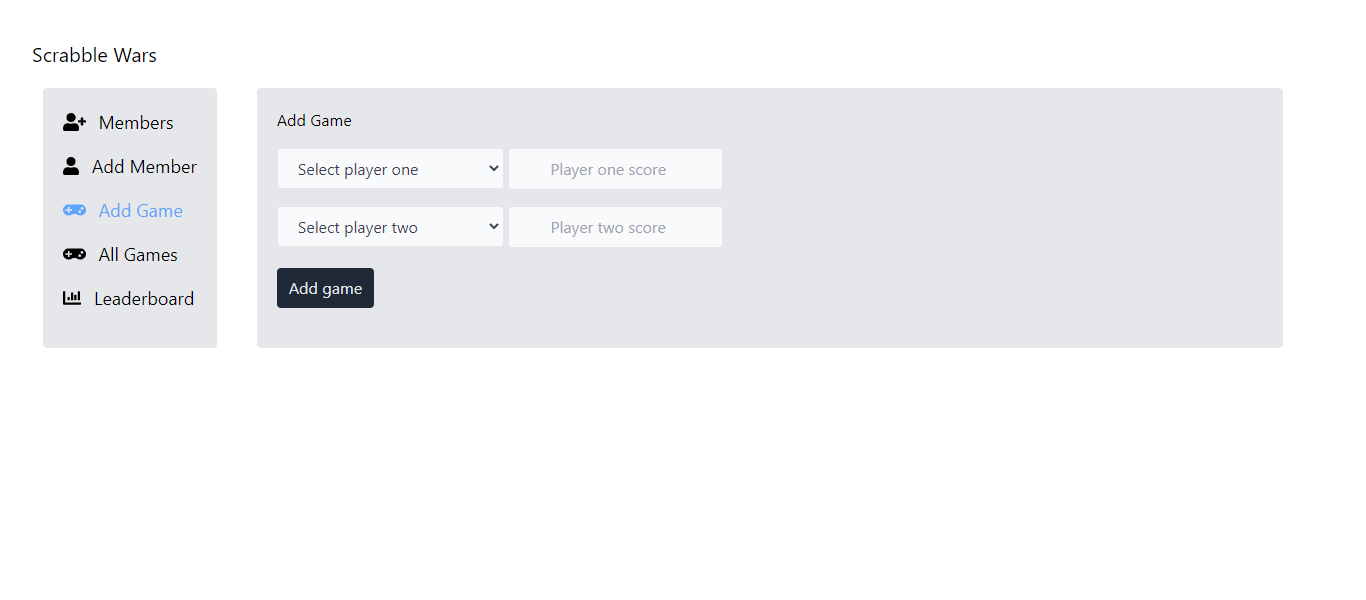 Scrabble Wars
Members
Add Member
Add Game
All Games
Leaderboard
Add Game
Select player one Player one score
Select player two Player two score
Add game